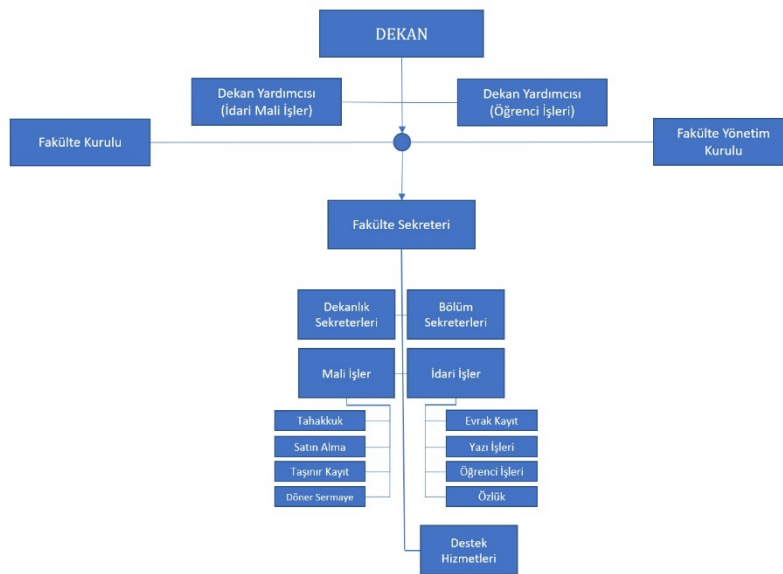 DEKAN
Dekan Yardımcısı
(İdari Mali İşler)
Dekan Yardımcısı
(Öğrenci İşleri)
Fakülte Kurulu
Fakülte Yönetim
Kurulu
Fakülte Sekreteri
Dekanlık
Sekreterleri
Bölüm
Sekreterleri
Mali İşler
İdari İşler
Tahakkuk
Satın Alma
Taşınır Kayıt
Döner Sermaye
Evrak Kayıt
Yazı İşleri
Öğrenci İşleri
Özlük
Destek
Hizmetleri